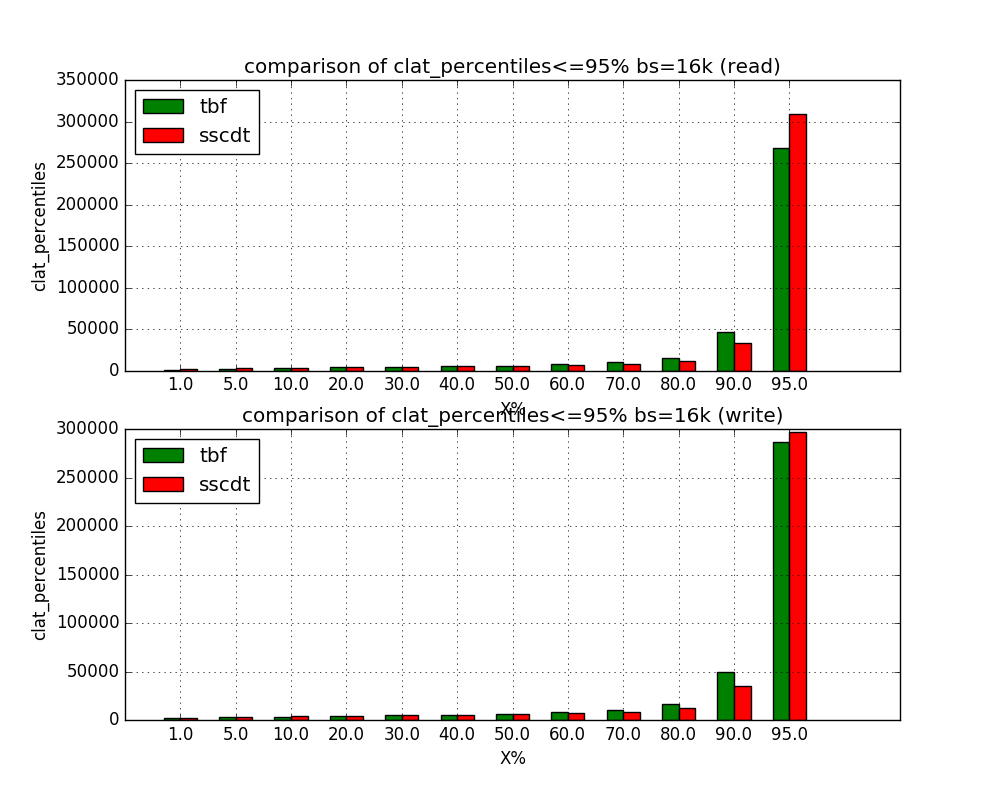 comparison of clat_percentiles<=95% bs=16k (read)
350000
300000
250000
200000
150000
100000
50000
0
clat_percentiles
tbf
sscdt
1.0 5.0 10.0 20.0 30.0 40.0 50.0 60.0 70.0 80.0 90.0 95.0
X%
comparison of clat_percentiles<=95% bs=16k (write)
300000
250000
200000
150000
100000
50000
0
clat_percentiles
tbf
sscdt
1.0 5.0 10.0 20.0 30.0 40.0 50.0 60.0 70.0 80.0 90.0 95.0
X%